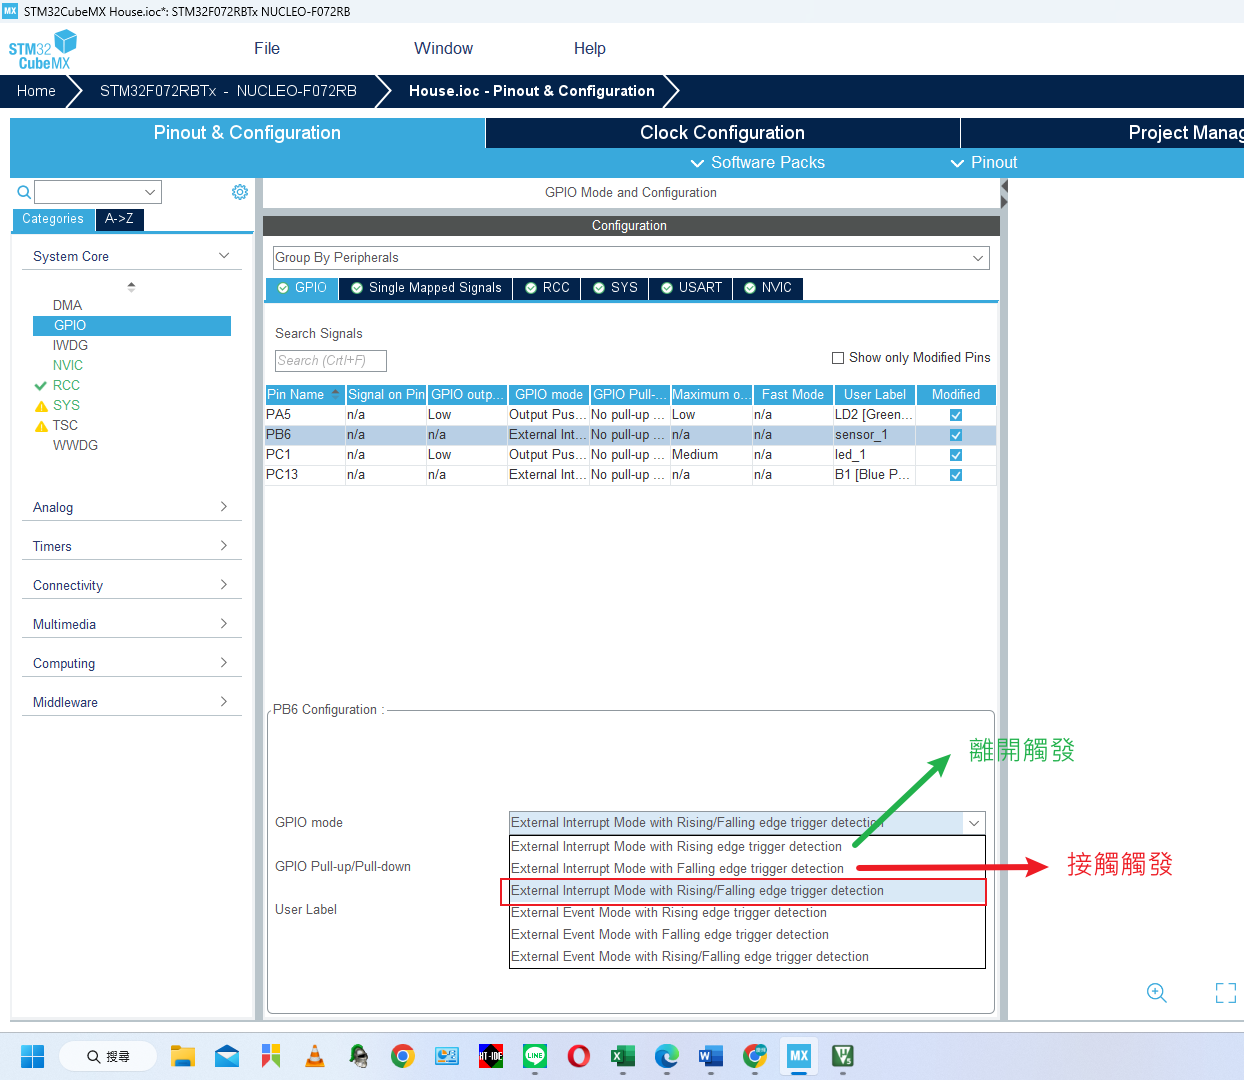 MX STM32CubeMX House.ioc*: STM32F072RBTx NUCLEO-F072RB
STM32
CubeMX
File
Window
Help
Home
STM32F072RBTx - NUCLEO-F072RB
House.ioc - Pinout & Configuration
Pinout & Configuration
Clock Configuration
Project Manag
Software Packs
Pinout
Categories
A->Z
System Core
DMA
GPIO
IWDG
NVIC
RCC
SYS
TSC
WWDG
Analog
Timers
Connectivity
Multimedia
Computing
Middleware
GPIO Mode and Configuration
Configuration
Group By Peripherals
GPIO
Single Mapped Signals
RCC
SYS
USART
NVIC
Search Signals
Search (Crtl+F)
Show only Modified Pins
Pin Name Signal on Pin GPIO outp... GPIO mode GPIO Pull-... Maximum o... Fast Mode User Label Modified
PA5 n/a Low Output Pus... No pull-up ... Low n/a LD2 [Green...
PB6 n/a n/a External Int... No pull-up ... n/a n/a sensor_1
PC1 n/a Low Output Pus... No pull-up ... Medium n/a led_1
PC13 n/a n/a External Int... No pull-up ... n/a n/a B1 [Blue P...
PB6 Configuration :
離開觸發
GPIO mode
External Interrupt Mode with Rising/Falling edge trigger detection
External Interrupt Mode with Rising edge trigger detection
GPIO Pull-up/Pull-down
External Interrupt Mode with Falling edge trigger detection
接觸觸發
External Interrupt Mode with Rising/Falling edge trigger detection
User Label
External Event Mode with Rising edge trigger detection
External Event Mode with Falling edge trigger detection
External Event Mode with Rising/Falling edge trigger detection
搜尋
HT-IDE
LINE
MX